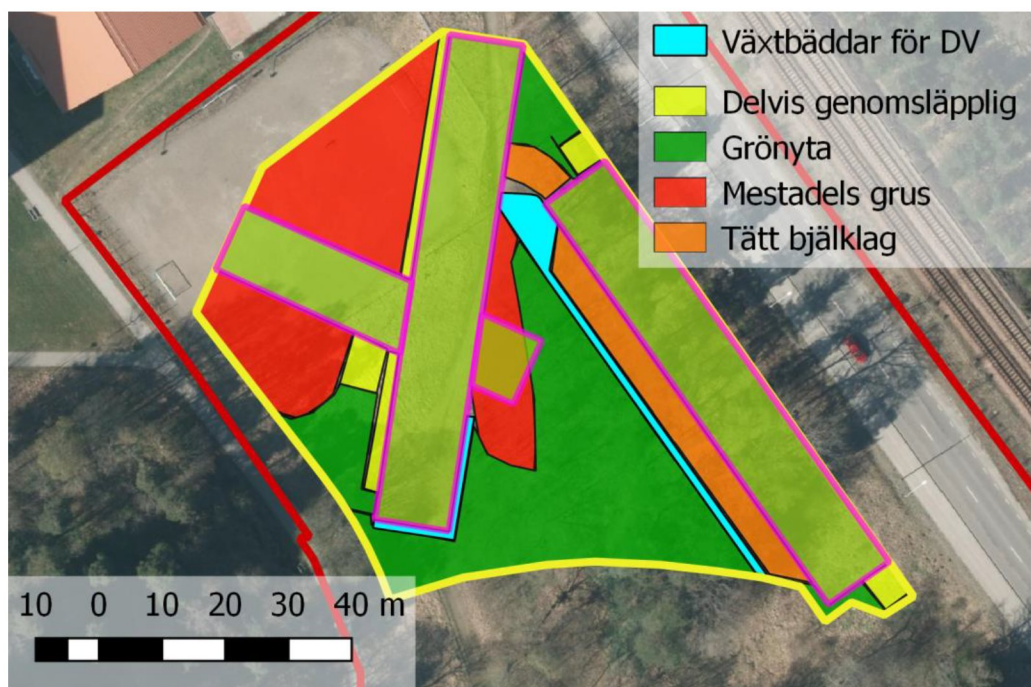 Växtbäddar för DV
Delvis genomsläpplig
Grönyta
Mestadels grus
Tätt bjälklag
10 0 10 20 30 40 m